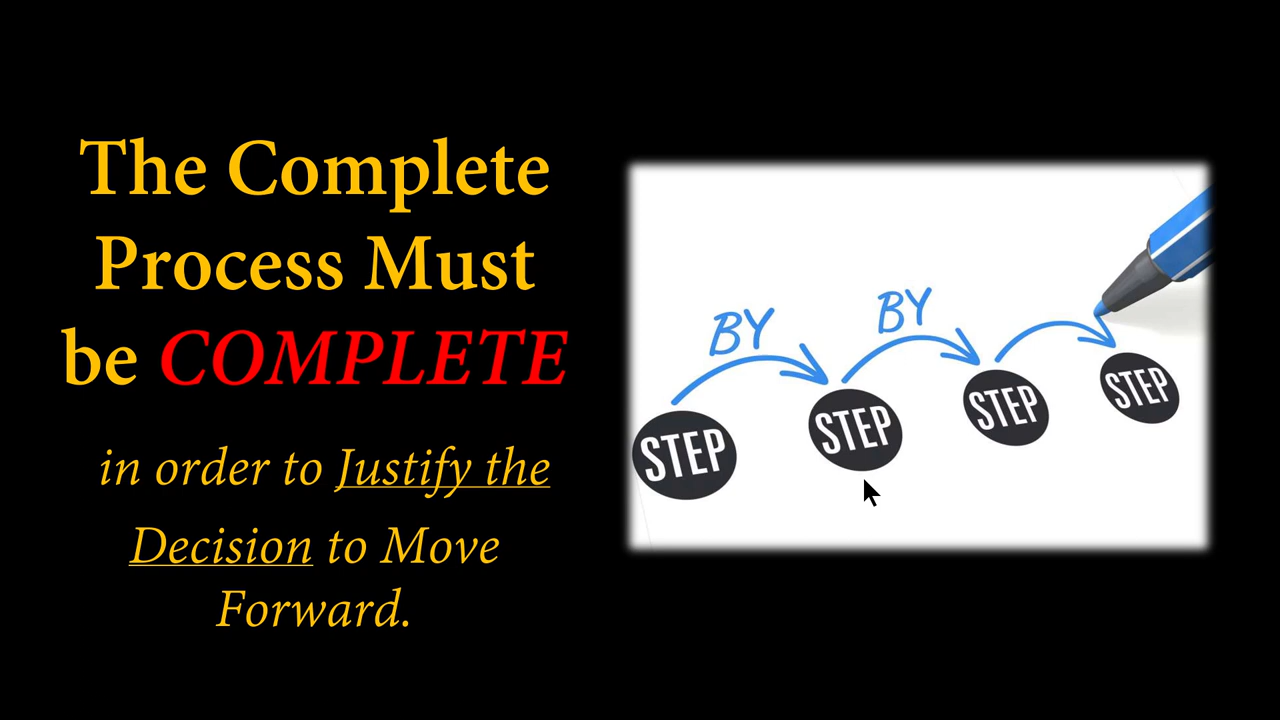 The Complete
Process Must
be COMPLETE
in order to Justify the
Decision to Move
Forward.
BY
BY
STEP
STEP
STEP
STEP